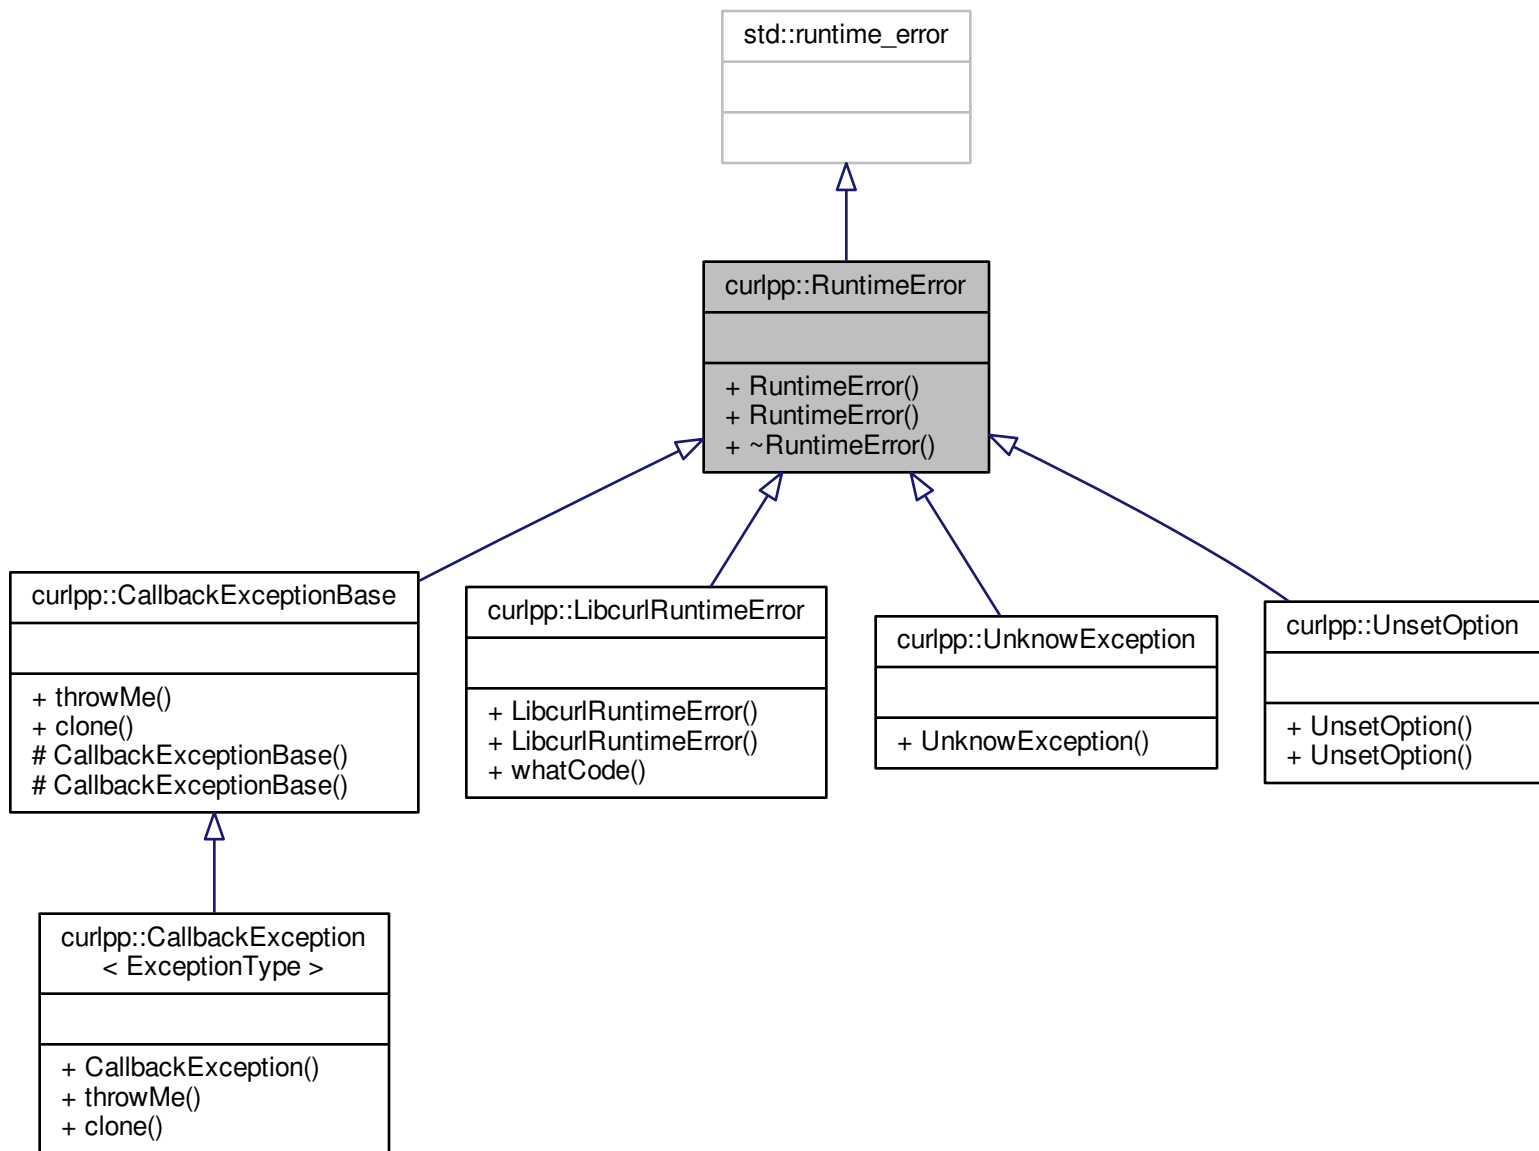 std::runtime_error
curlpp::RuntimeError
+ RuntimeError()
+ RuntimeError()
+ ~RuntimeError()
curlpp::CallbackExceptionBase
+ throwMe()
+ clone()
# CallbackExceptionBase()
# CallbackExceptionBase()
curlpp::LibcurlRuntimeError
+ LibcurlRuntimeError()
+ LibcurlRuntimeError()
+ whatCode()
curlpp::UnknowException
+ UnknowException()
curlpp::UnsetOption
+ UnsetOption()
+ UnsetOption()
curlpp::CallbackException
< ExceptionType >
+ CallbackException()
+ throwMe()
+ clone()